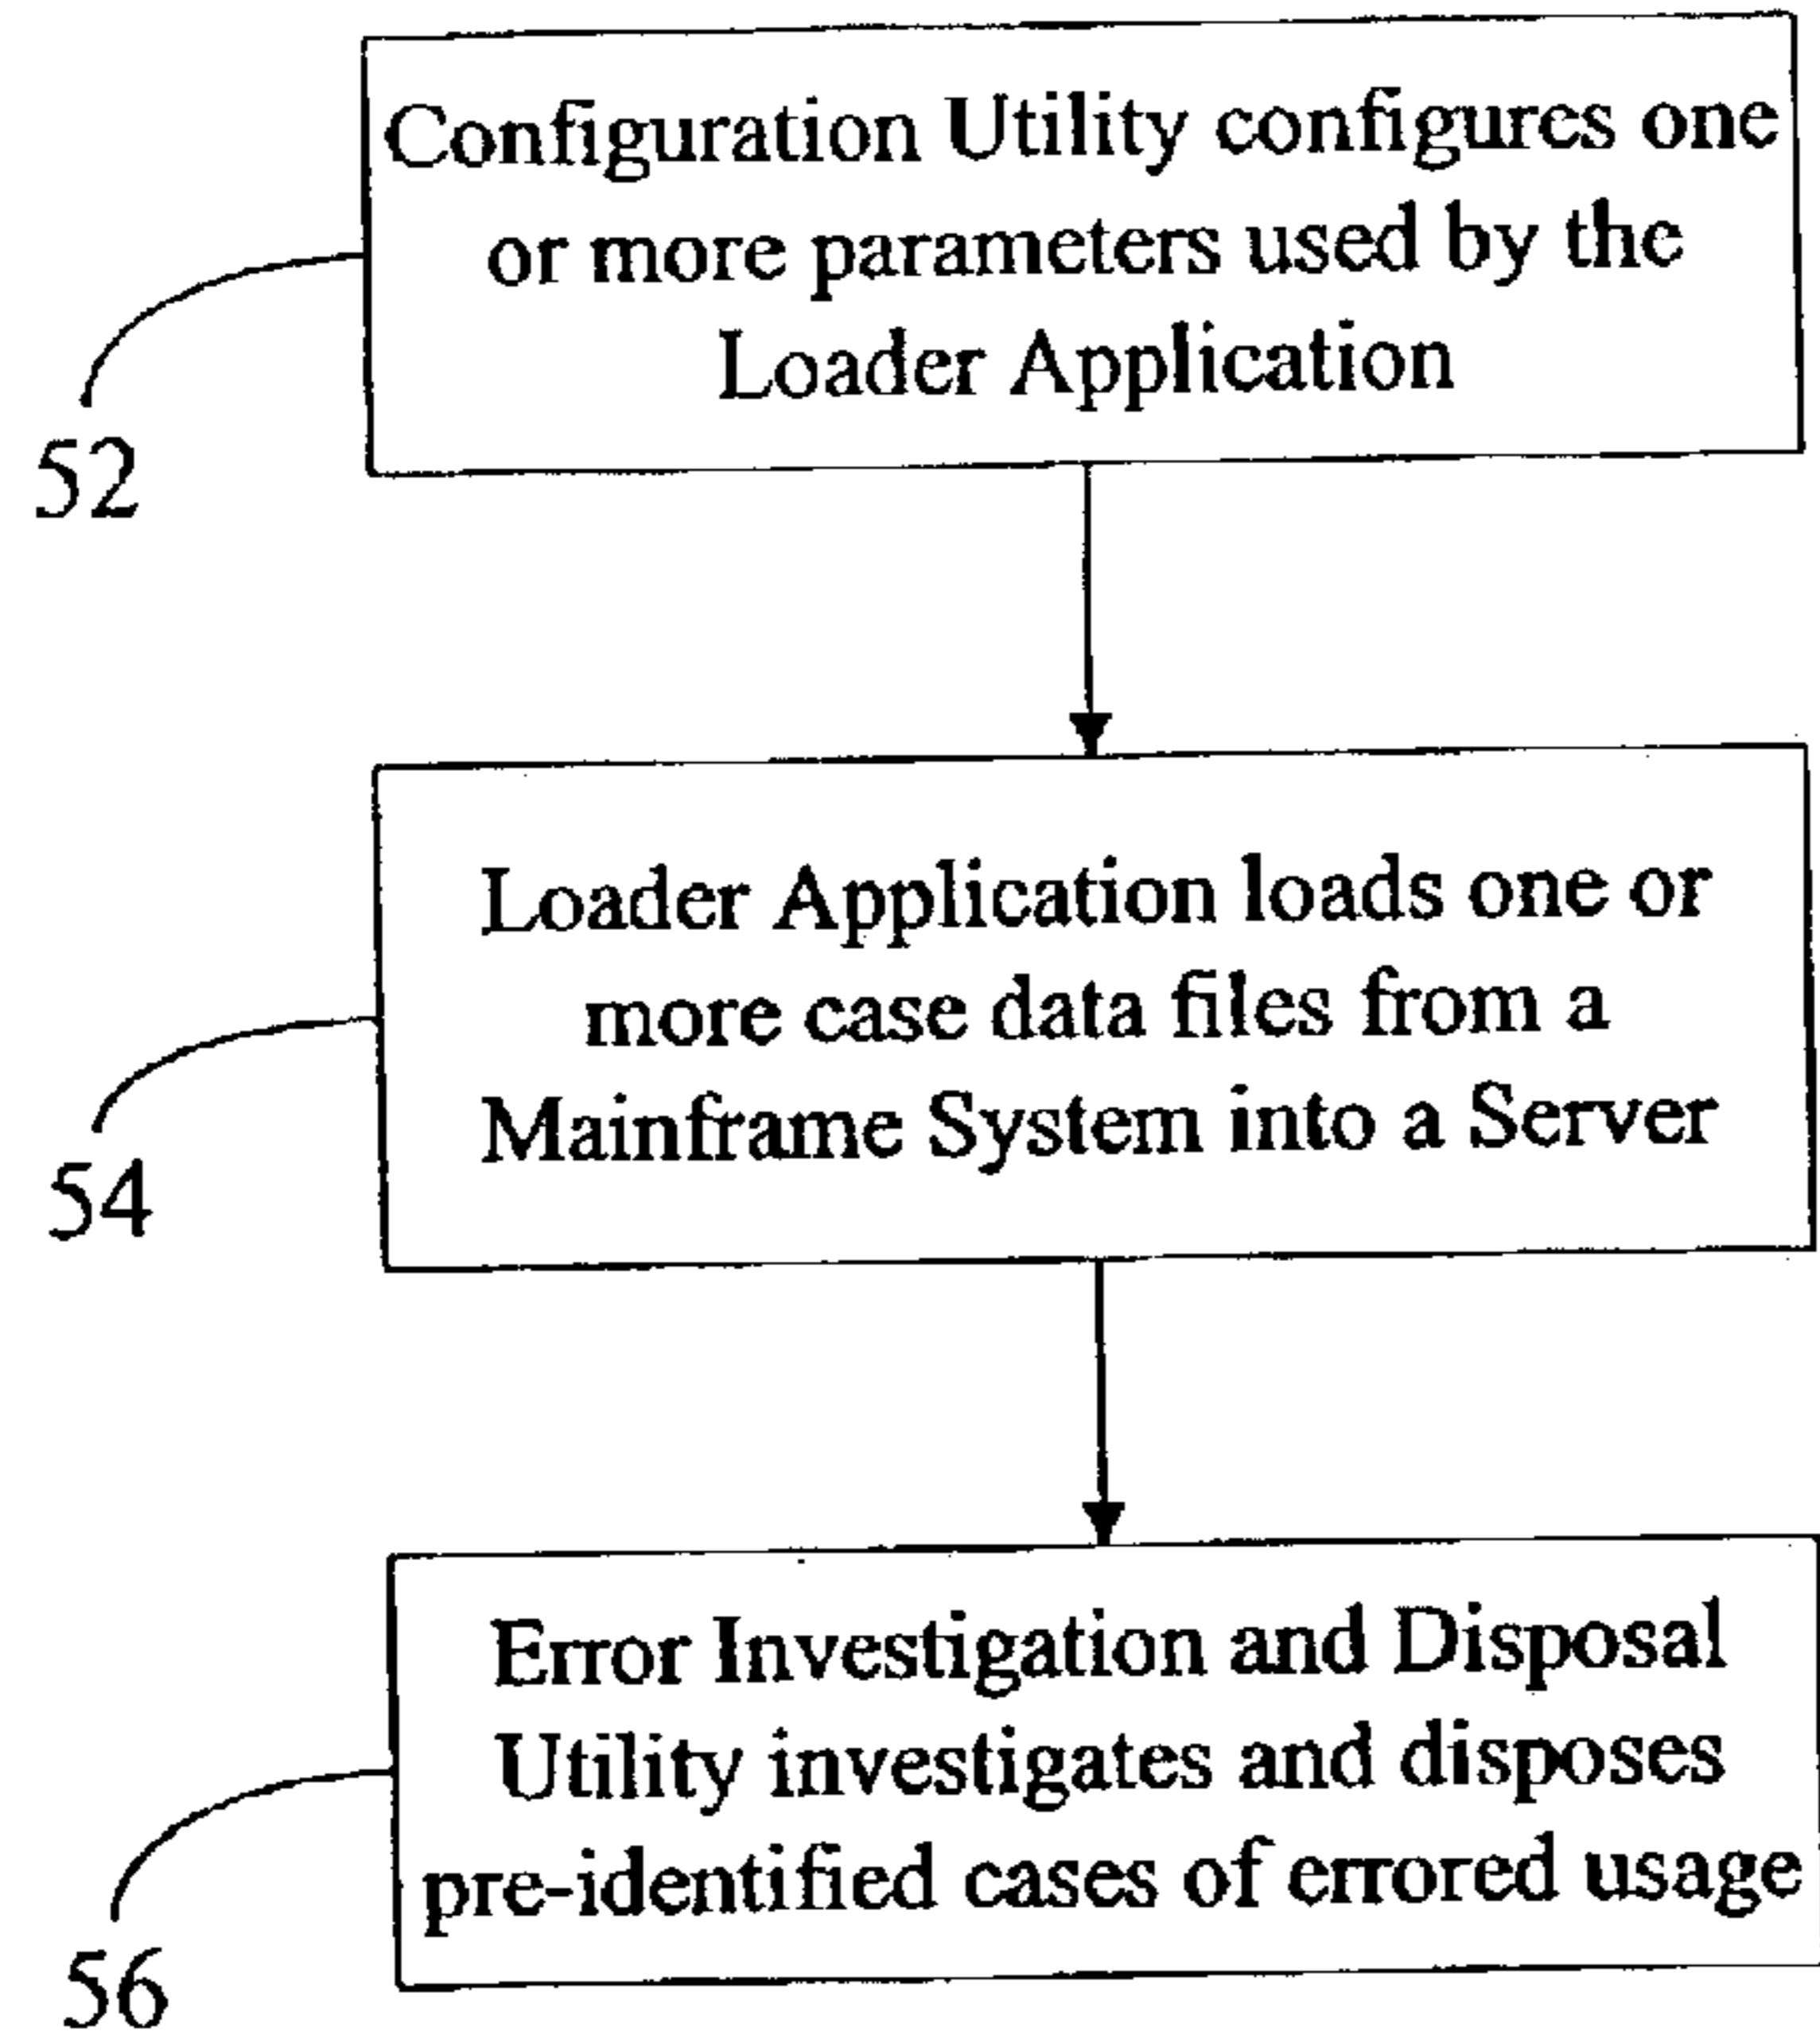 Configuration Utility configures one
or more parameters used by the
Loader Application
52
Loader Application loads one or
more case data files from a
Mainframe System into a Server
54
Error Investigation and Disposal
Utility investigates and disposes
pre-identified cases of errored usage
56